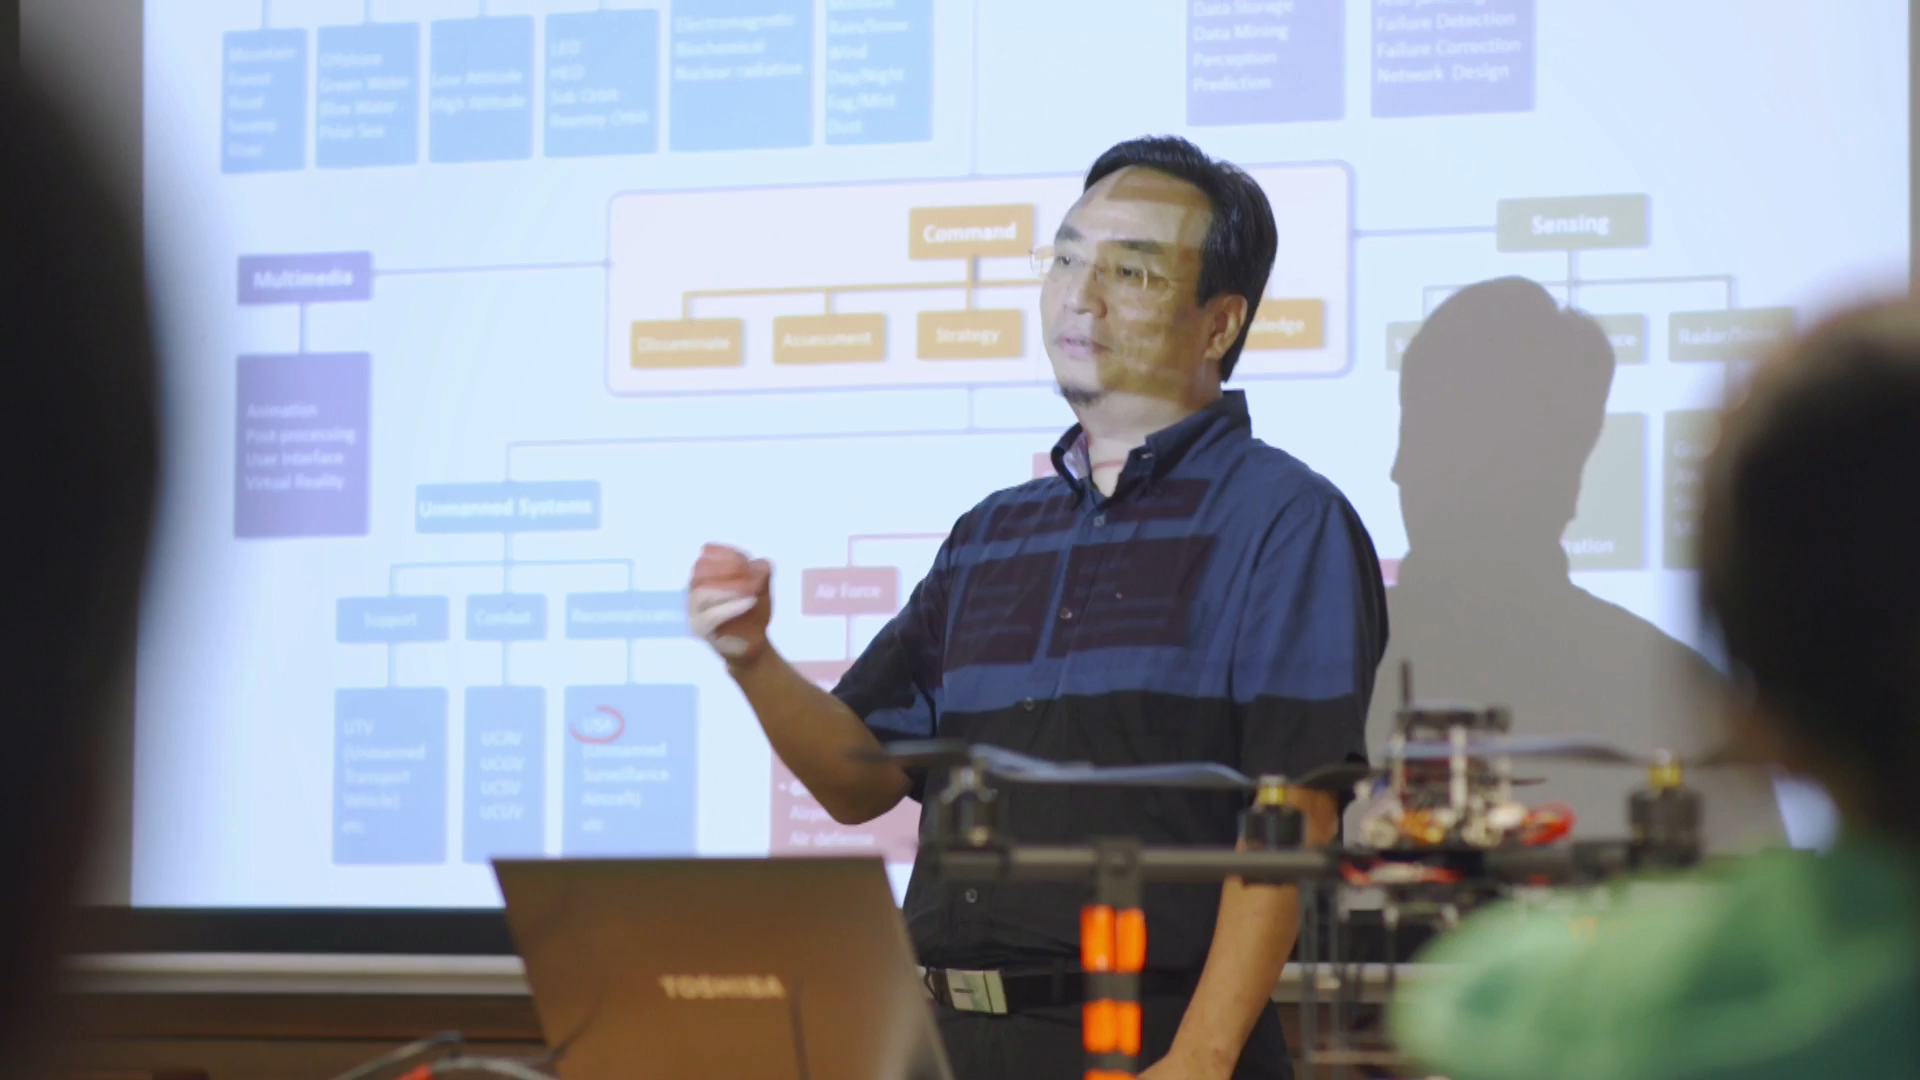 Mountain
Forest
Road
Swamp
River
Offshore
Green Water
Blue Water
Polar Sea
Low Altitude
High Altitude
LEO
HEO
Sub Orbit
Reentry Orbit
Electromagnetic
Biochemical
Nuclear radiation
Rain/Snow
Wind
Day/Night
Fog/Mist
Dust
Data Storage
Data Mining
Perception
Prediction
Failure Detection
Failure Correction
Network Design
Command
Sensing
Multimedia
Disseminate
Assessment
Strategy
Animation
Post processing
User Interface
Virtual Reality
Unmanned Systems
Support
Combat
Reconnaissance
Air Force
UTV
(Unmanned
Transport
Vehicle)
etc
UCAV
UCGV
UCSV
UCUV
USA
(Unmanned
Surveillance
Aircraft)
etc
Air defense
TOSHIBA